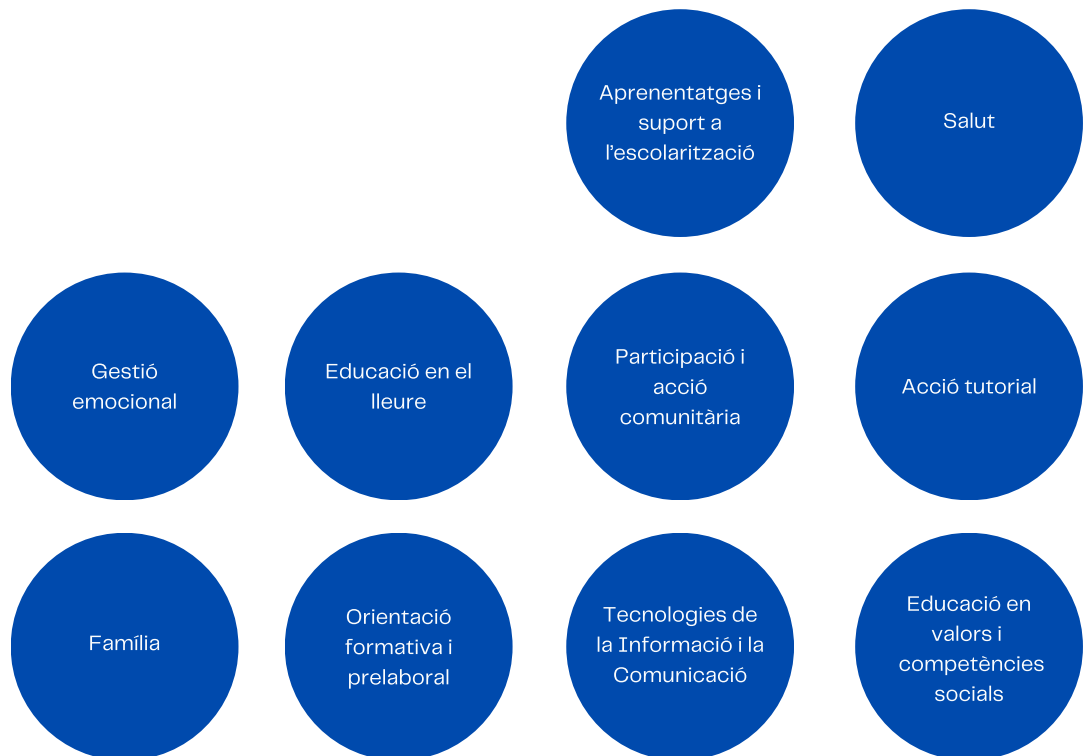 Aprenentatges i
suport a
l'escolarització
Salut
Gestió
emocional
Educació en el
lleure
Participació i
acció
comunitària
Acció tutorial
Família
Orientació
formativa i
prelaboral
Tecnologies de
la Informació i la
Comunicació
Educació en
valors i
competències
socials